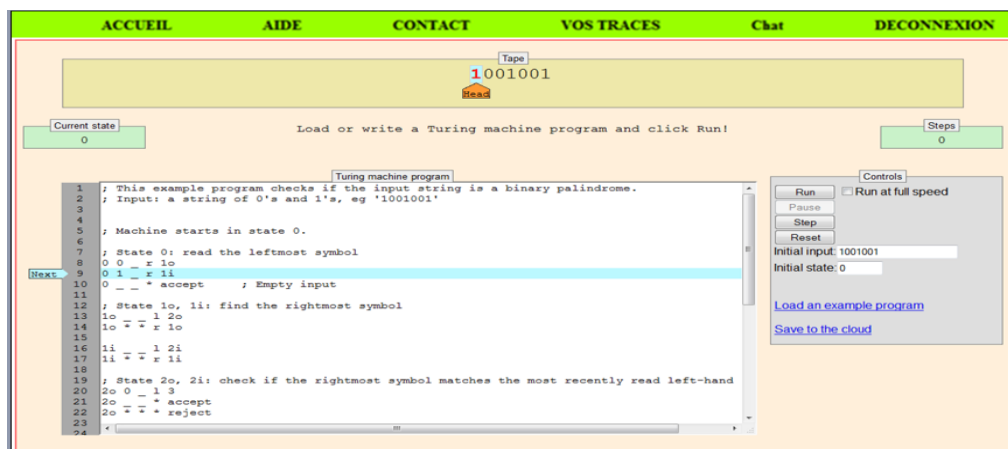 ACCUEIL AIDE CONTACT VOS TRACES Chat DECONNEXION
Tape
1001001
Head
Current state
0
Load or write a Turing machine program and click Run!
Steps
0
Turing machine program
1 ; This example program checks if the input string is a binary palindrome.
2 ; Input: a string of 0's and 1's, eg '1001001'
3
4
5 ; Machine starts in state 0.
6
7 ; State 0: read the leftmost symbol
8 0 0 _ r 1o
Next 9 0 1 _ r 1i
10 0 _ _ * accept ; Empty input
11
12 ; State 1o, 1i: find the rightmost symbol
13 1o _ _ l 2o
14 1o * * r 1o
15
16 1i _ _ l 2i
17 1i * * r 1i
18
19 ; State 2o, 2i: check if the rightmost symbol matches the most recently read left-hand
20 2o 0 _ l 3
21 2o _ _ * accept
22 2o * * * reject
23
24
Controls
Run Run at full speed
Pause
Step
Reset
Initial input: 1001001
Initial state: 0
Load an example program
Save to the cloud